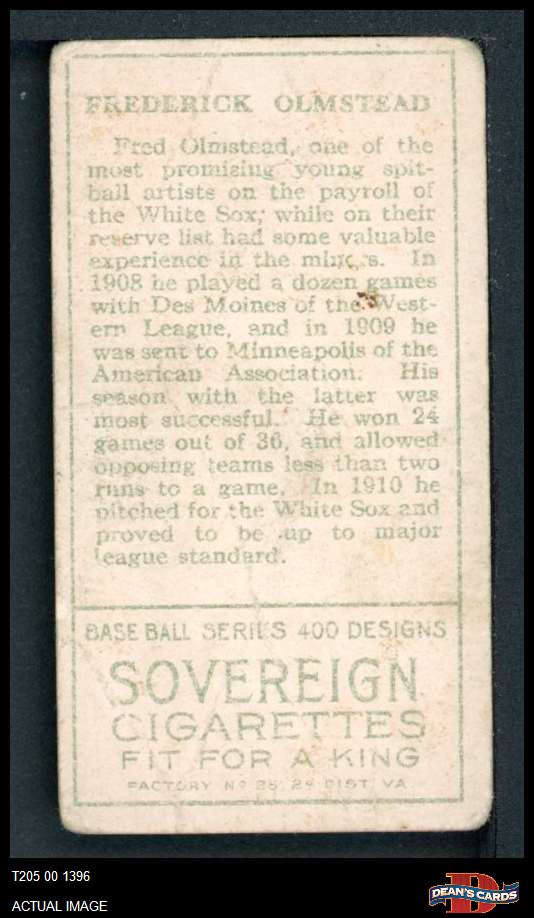 FREDERICK OLMSTEAD
Fred Olmstead, one of the
most promising young spit-
ball artists on the payroll of
the White Sox, while on their
reserve list had some valuable
experience in the minors. In
1908 he played a dozen games
with Des Moines of the West-
ern League, and in 1909 he
was sent to Minneapolis of the
American Association. His
season with the latter was
most successful. He won 24
games out of 36, and allowed
opposing teams less than two
runs to a game. In 1910 he
pitched for the White Sox and
proved to be up to major
league standard.
BASE BALL SERIES 400 DESIGNS
SOVEREIGN
CIGARETTES
FIT FOR A KING
FACTORY No 25, 2d DIST. VA
T205 00 1396
ACTUAL IMAGE
D
DEAN'S CARDS